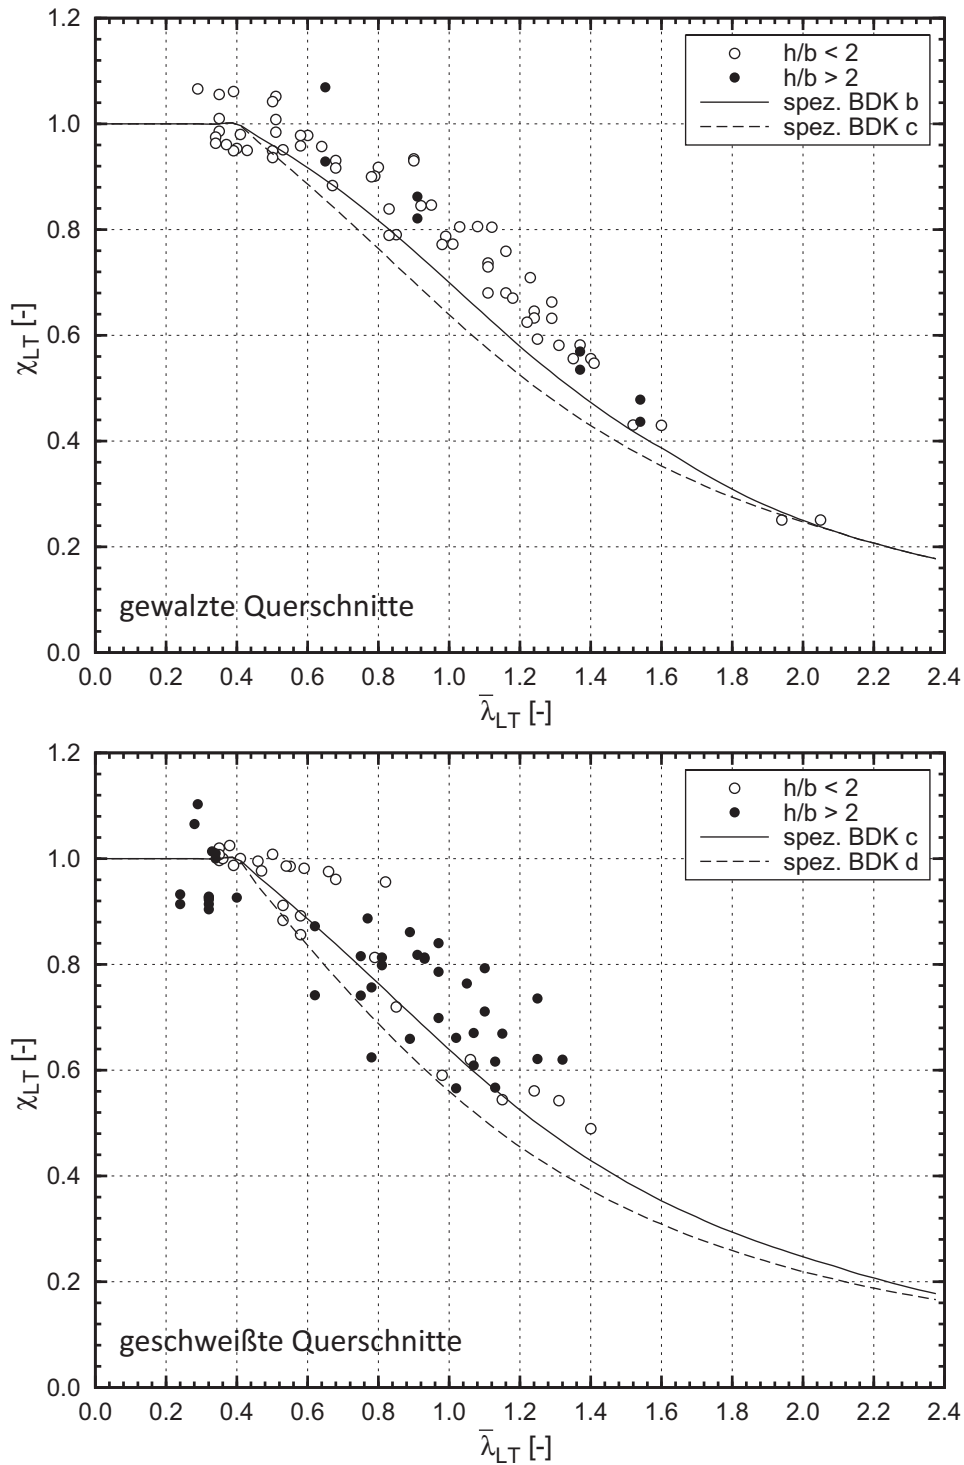 1.2
1.0
0.8
0.6
0.4
0.2
0.0
χLT [-]
h/b < 2
h/b > 2
spez. BDK b
spez. BDK c
gewalzte Querschnitte
0.0 0.2 0.4 0.6 0.8 1.0 1.2 1.4 1.6 1.8 2.0 2.2 2.4
λ̅LT [-]
1.2
1.0
0.8
0.6
0.4
0.2
0.0
χLT [-]
h/b < 2
h/b > 2
spez. BDK c
spez. BDK d
geschweißte Querschnitte
0.0 0.2 0.4 0.6 0.8 1.0 1.2 1.4 1.6 1.8 2.0 2.2 2.4
λ̅LT [-]